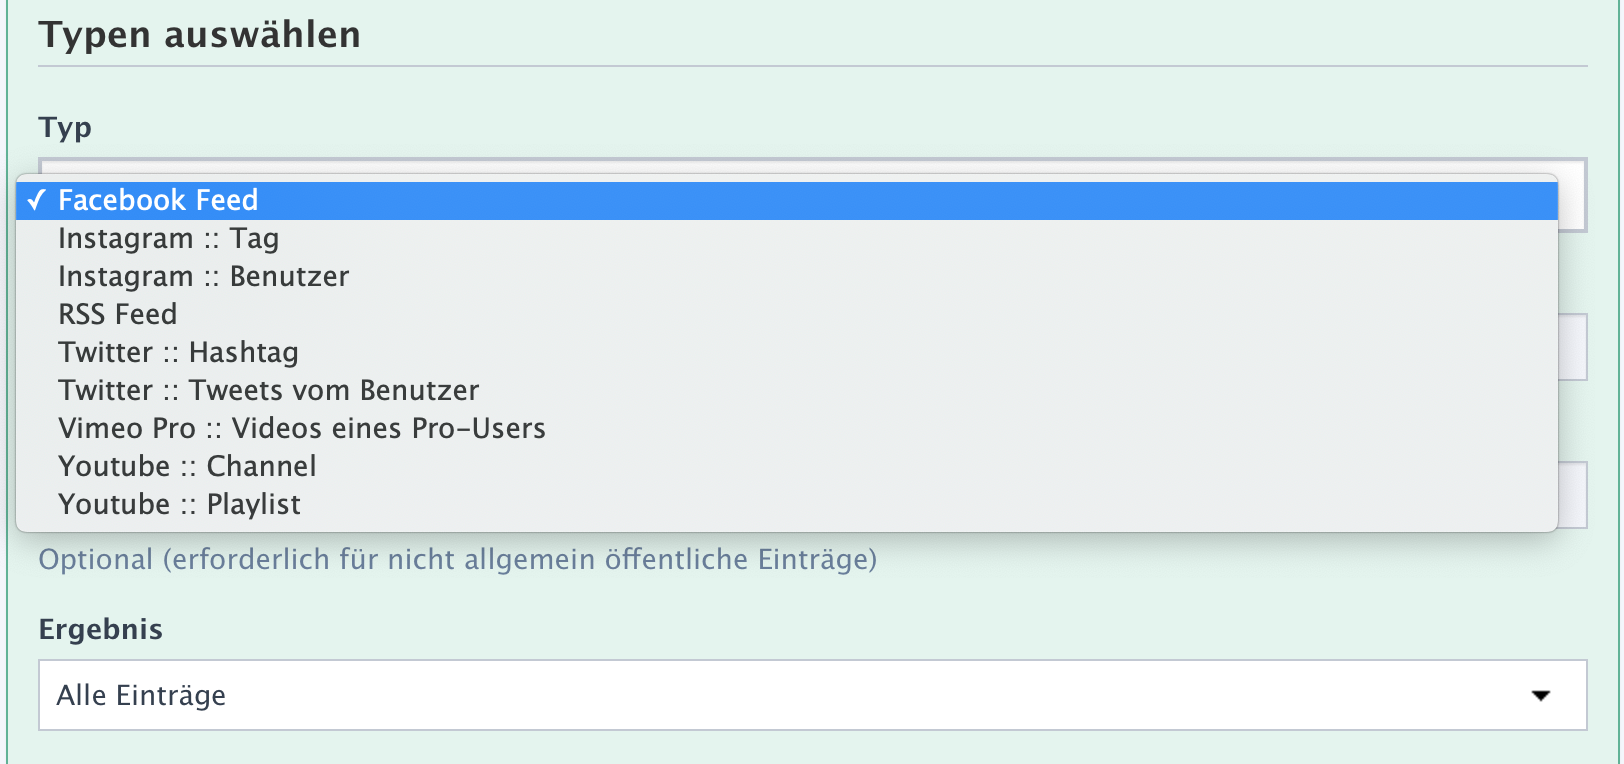 Typen auswählen
Typ
✓ Facebook Feed
Instagram :: Tag
Instagram :: Benutzer
RSS Feed
Twitter :: Hashtag
Twitter :: Tweets vom Benutzer
Vimeo Pro :: Videos eines Pro-Users
Youtube :: Channel
Youtube :: Playlist
Optional (erforderlich für nicht allgemein öffentliche Einträge)
Ergebnis
Alle Einträge